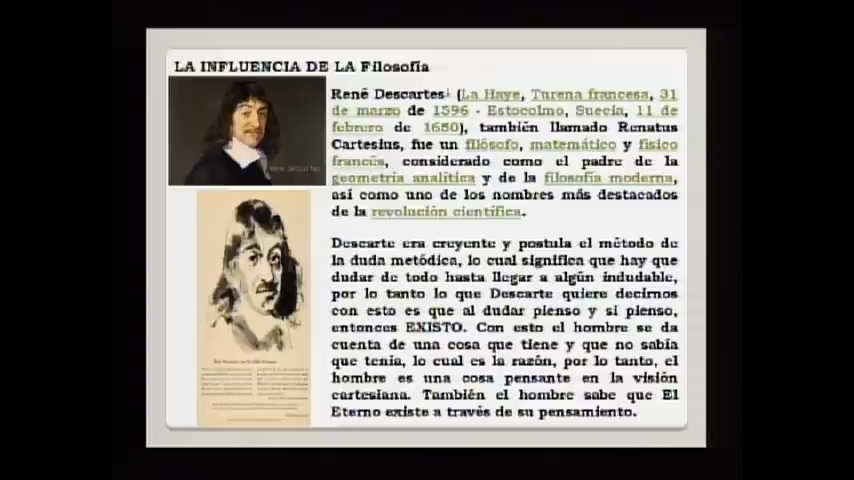 LA INFLUENCIA DE LA Filosofía
René Descartes¹ (La Haye, Turena francesa, 31
de marzo de 1596 - Estocolmo, Suecia, 11 de
febrero de 1650), también llamado Renatus
Cartesius, fue un filósofo, matemático y físico
francés, considerado como el padre de la
geometría analítica y de la filosofía moderna,
así como uno de los nombres más destacados
de la revolución científica.
Descarte era creyente y postula el método de
la duda metódica, lo cual significa que hay que
dudar de todo hasta llegar a algún indudable,
por lo tanto lo que Descarte quiere decirnos
con esto es que al dudar pienso y si pienso,
entonces EXISTO. Con esto el hombre se da
cuenta de una cosa que tiene y que no sabía
que tenía, lo cual es la razón, por lo tanto, el
hombre es una cosa pensante en la visión
cartesiana. También el hombre sabe que El
Eterno existe a través de su pensamiento.